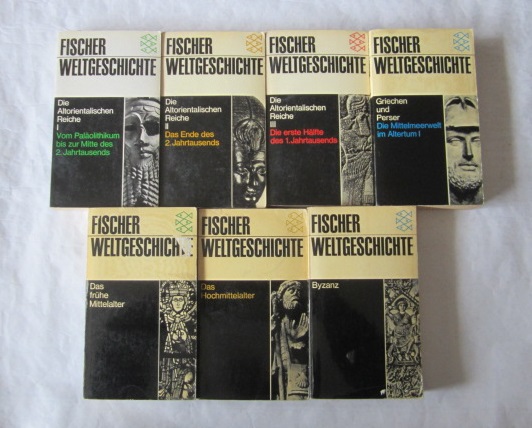 FISCHER
WELTGESCHICHTE
Die
Altorientalischen
Reiche
I
Vom Paläolithikum
bis zur Mitte des
2. Jahrtausends
FISCHER
WELTGESCHICHTE
Die
Altorientalischen
Reiche
II
Das Ende des
2. Jahrtausends
FISCHER
WELTGESCHICHTE
Die
Altorientalischen
Reiche
III
Die erste Hälfte
des 1. Jahrtausends
FISCHER
WELTGESCHICHTE
Griechen
und
Perser
Die Mittelmeerwelt
im Altertum I
FISCHER
WELTGESCHICHTE
Das
frühe
Mittelalter
FISCHER
WELTGESCHICHTE
Das
Hochmittelalter
FISCHER
WELTGESCHICHTE
Byzanz